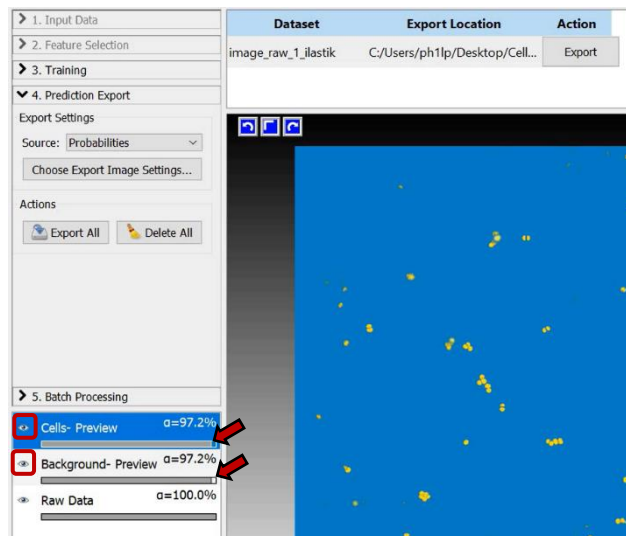 1. Input Data
2. Feature Selection
3. Training
4. Prediction Export
Export Settings
Source: Probabilities
Choose Export Image Settings...
Actions
Export All Delete All
5. Batch Processing
Cells- Preview α=97.2%
Background- Preview α=97.2%
Raw Data α=100.0%
Dataset Export Location Action
image_raw_1_ilastik C:/Users/ph1lp/Desktop/Cell... Export